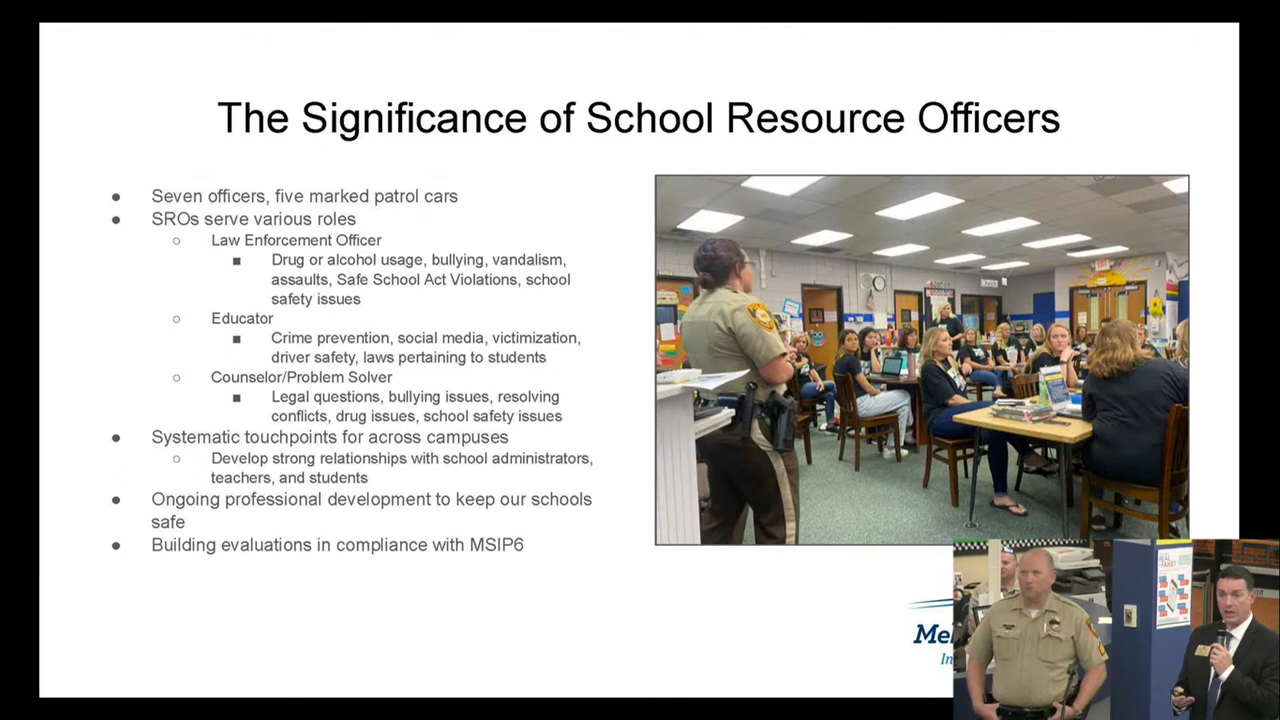 The Significance of School Resource Officers
● Seven officers, five marked patrol cars
● SROs serve various roles
○ Law Enforcement Officer
■ Drug or alcohol usage, bullying, vandalism,
assaults, Safe School Act Violations, school
safety issues
○ Educator
■ Crime prevention, social media, victimization,
driver safety, laws pertaining to students
○ Counselor/Problem Solver
■ Legal questions, bullying issues, resolving
conflicts, drug issues, school safety issues
● Systematic touchpoints for across campuses
○ Develop strong relationships with school administrators,
teachers, and students
● Ongoing professional development to keep our schools
safe
● Building evaluations in compliance with MSIP6